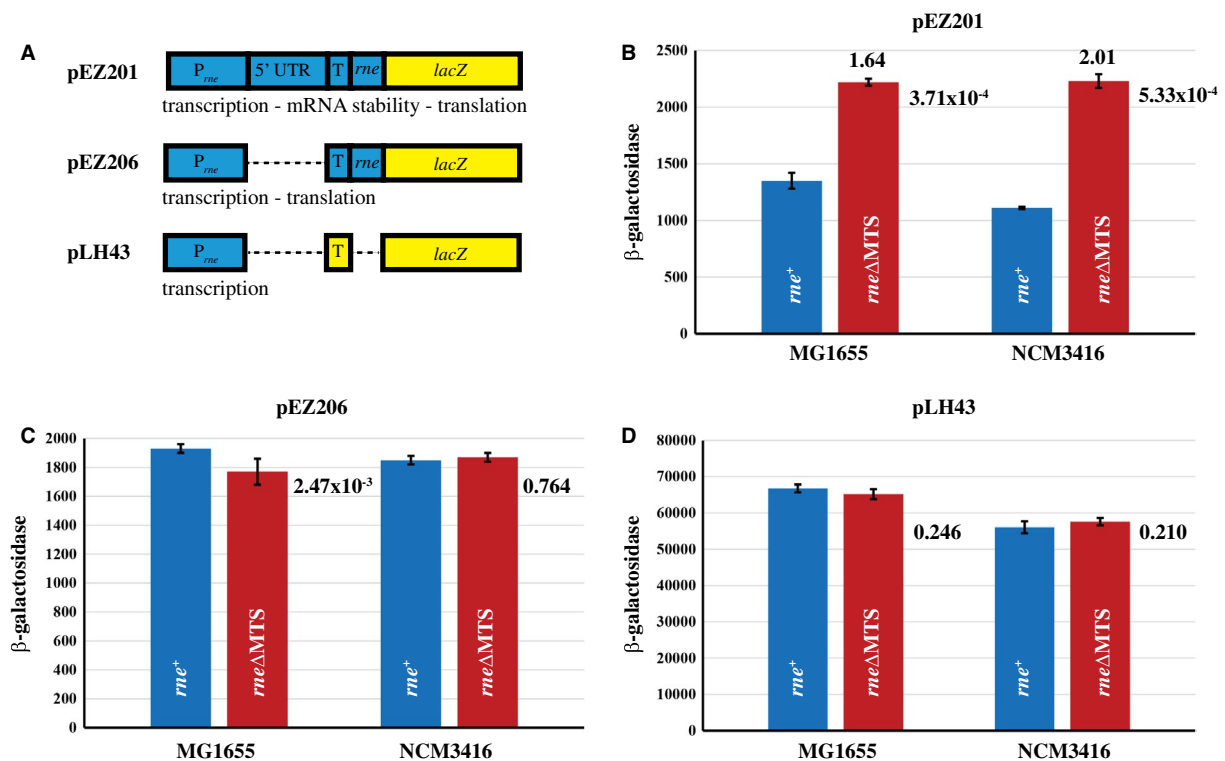 A
pEZ201
P_rne 5' UTR T rne lacZ
transcription - mRNA stability - translation
pEZ206
P_rne T rne lacZ
transcription - translation
pLH43
P_rne T lacZ
transcription
B
pEZ201
β-galactosidase
2500
2000
1500
1000
500
0
1.64
3.71x10⁻⁴
2.01
5.33x10⁻⁴
rne⁺
rneΔMTS
rne⁺
rneΔMTS
MG1655
NCM3416
C
pEZ206
β-galactosidase
2000
1800
1600
1400
1200
1000
800
600
400
200
0
2.47x10⁻³
0.764
rne⁺
rneΔMTS
rne⁺
rneΔMTS
MG1655
NCM3416
D
pLH43
β-galactosidase
80000
70000
60000
50000
40000
30000
20000
10000
0
0.246
0.210
rne⁺
rneΔMTS
rne⁺
rneΔMTS
MG1655
NCM3416